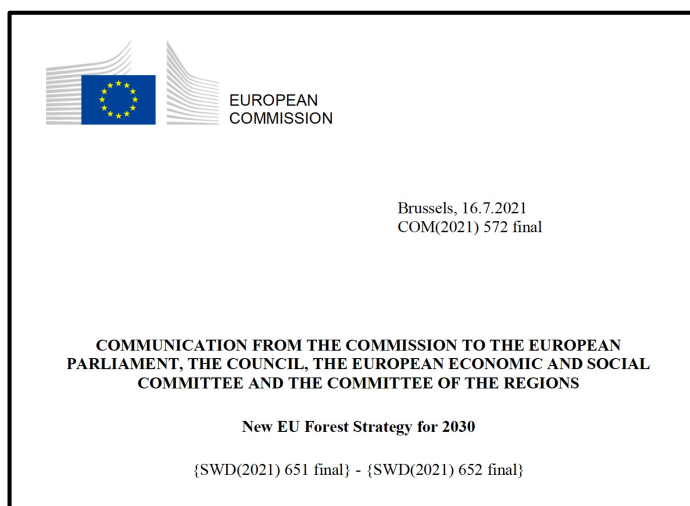 EUROPEAN
COMMISSION
Brussels, 16.7.2021
COM(2021) 572 final
COMMUNICATION FROM THE COMMISSION TO THE EUROPEAN
PARLIAMENT, THE COUNCIL, THE EUROPEAN ECONOMIC AND SOCIAL
COMMITTEE AND THE COMMITTEE OF THE REGIONS
New EU Forest Strategy for 2030
{SWD(2021) 651 final} - {SWD(2021) 652 final}